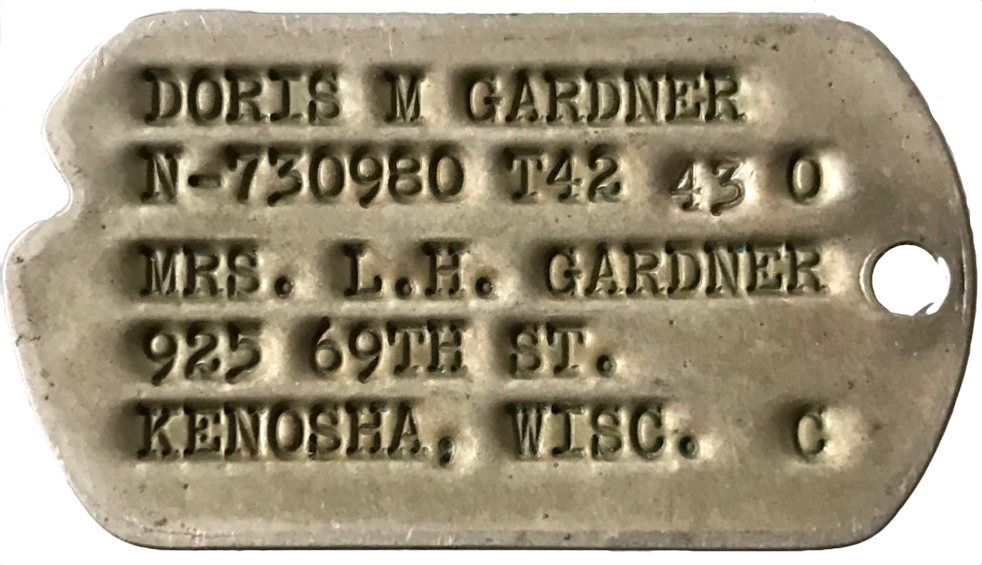 DORIS M GARDNER
N-730980 T42 43 O
MRS. L.H. GARDNER
925 69TH ST.
KENOSHA, WISC. C